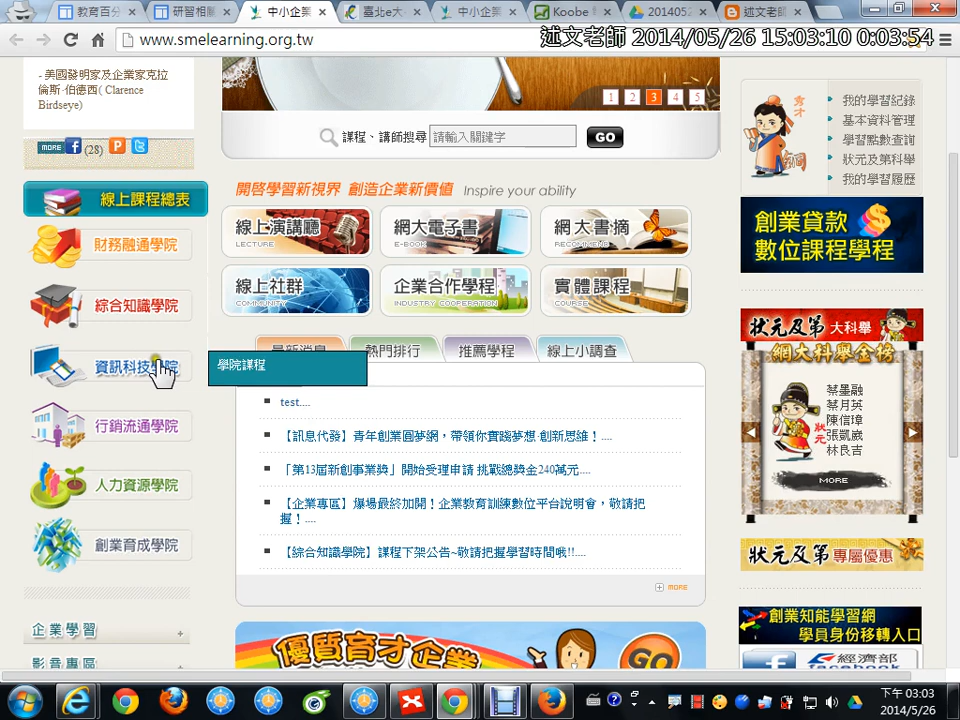 教育百分
研習相關
中小企業
臺北e大
中小企業
Koobe
2014052
述文老師
www.smelearning.org.tw
述文老師 2014/05/26 15:03:10 0:03:54
- 美國發明家及企業家克拉
倫斯·伯德西( Clarence
Birdseye)
MORE (28)
線上課程總表
財務融通學院
綜合知識學院
資訊科技學院
學院課程
行銷流通學院
人力資源學院
創業育成學院
企業學習
影音專區
1 2 3 4 5
課程、講師搜尋 請輸入關鍵字 GO
開啓學習新視界 創造企業新價值 Inspire your ability
線上演講廳
LECTURE
網大電子書
E-BOOK
網大書摘
RECOMMENS
線上社群
COMMUNITY
企業合作學程
INDUSTRY COOPERATION
實體課程
COURSE
最新消息 熱門排行 推薦學程 線上小調查
test....
【訊息代發】青年創業圓夢網，帶領你實踐夢想·創新思維！....
「第13屆新創事業獎」開始受理申請 挑戰總獎金240萬元....
【企業專區】爆場最終加開！企業教育訓練數位平台說明會，敬請把
握！....
【綜合知識學院】課程下架公告~敬請把握學習時間哦!!....
MORE
優質育才企業
GO
秀才
我的學習紀錄
基本資料管理
學習點數查詢
狀元及第科舉
我的學習履歷
創業貸款
數位課程學程
狀元及第 大科舉
網大科舉金榜
狀元
蔡墨融
蔡月英
陳信璋
張凱崴
林良吉
MORE
狀元及第 專屬優惠
創業知能學習網
學員身份移轉入口
經濟部
facebook
下午 03:03
2014/5/26